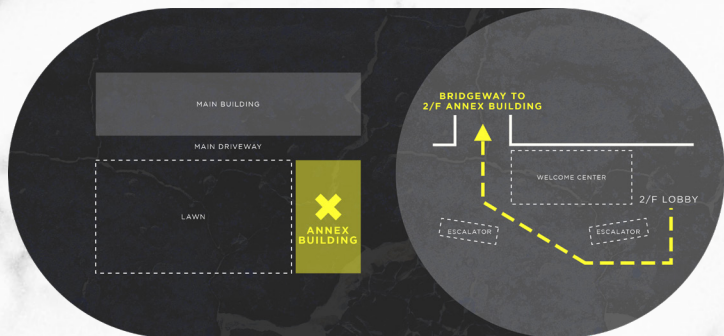 MAIN BUILDING
MAIN DRIVEWAY
LAWN
ANNEX
BUILDING
BRIDGEWAY TO
2/F ANNEX BUILDING
WELCOME CENTER
2/F LOBBY
ESCALATOR
ESCALATOR